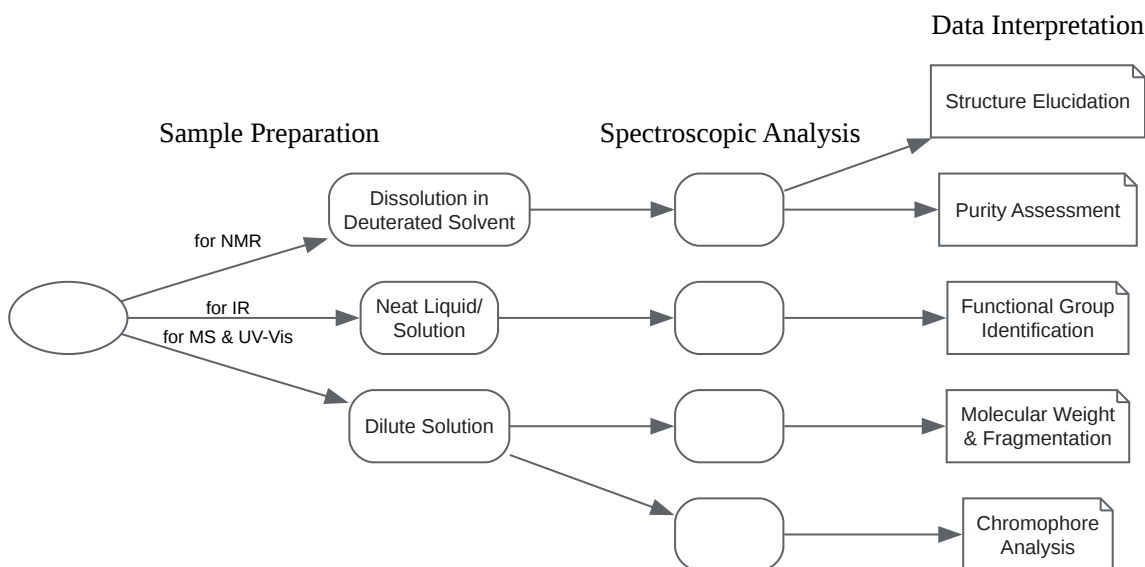 Data Interpretation
Structure Elucidation
Sample Preparation
Spectroscopic Analysis
Dissolution in
Deuterated Solvent
Purity Assessment
for NMR
for IR
Neat Liquid/
Solution
Functional Group
Identification
for MS & UV-Vis
Dilute Solution
Molecular Weight
& Fragmentation
Chromophore
Analysis